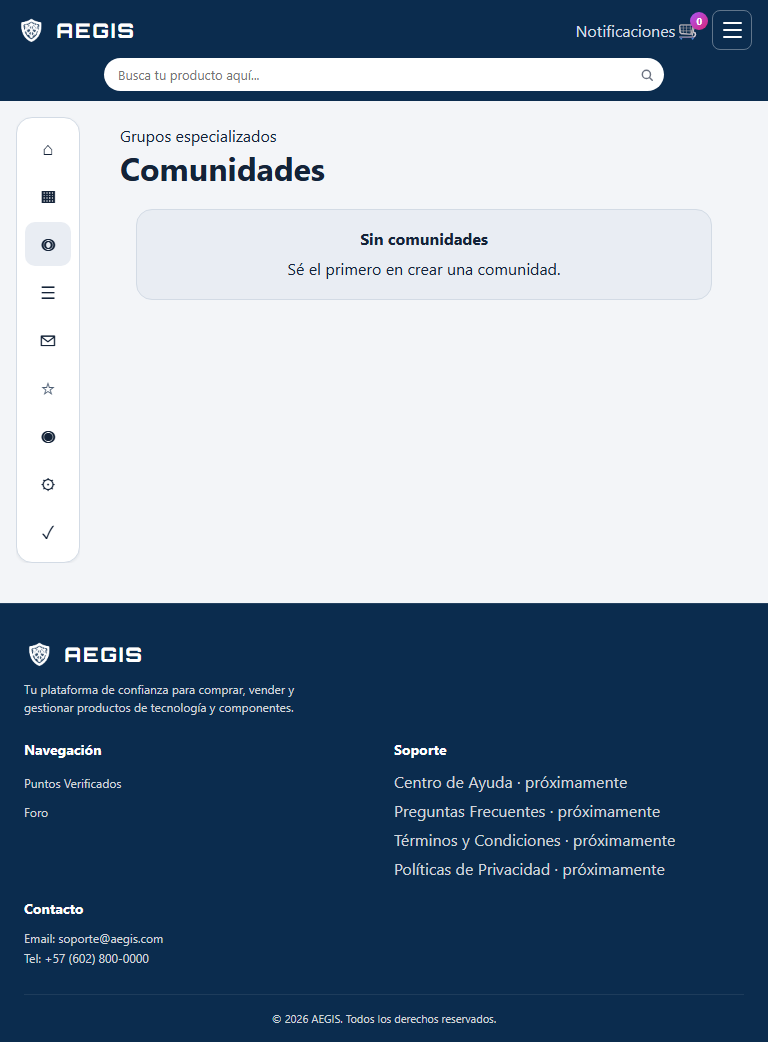 AEGIS
Notificaciones
0
Busca tu producto aquí...
Grupos especializados
Comunidades
Sin comunidades
Sé el primero en crear una comunidad.
AEGIS
Tu plataforma de confianza para comprar, vender y
gestionar productos de tecnología y componentes.
Navegación
Puntos Verificados
Foro
Soporte
Centro de Ayuda · próximamente
Preguntas Frecuentes · próximamente
Términos y Condiciones · próximamente
Políticas de Privacidad · próximamente
Contacto
Email: soporte@aegis.com
Tel: +57 (602) 800-0000
© 2026 AEGIS. Todos los derechos reservados.